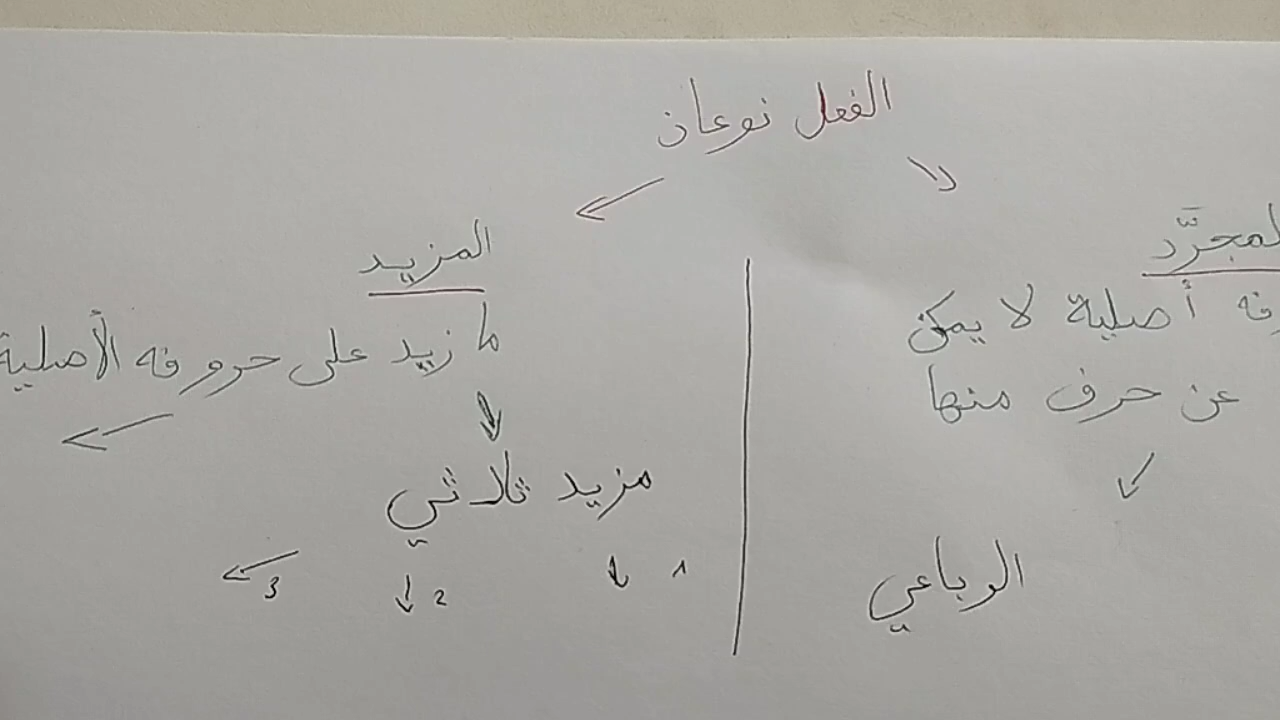 الفعل نوعان
المجرّد
أصلية لا يمكن
عن حرف منها
الرباعي
المزيد
ما زيد على حروفه الأصلية
مزيد ثلاثي
1 2 3